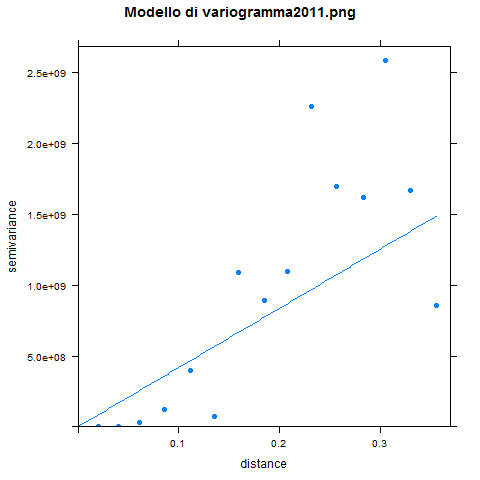 Modello di variogramma2011.png
2.5e+09
2.0e+09
1.5e+09
1.0e+09
5.0e+08
semivariance
0.1 0.2 0.3
distance